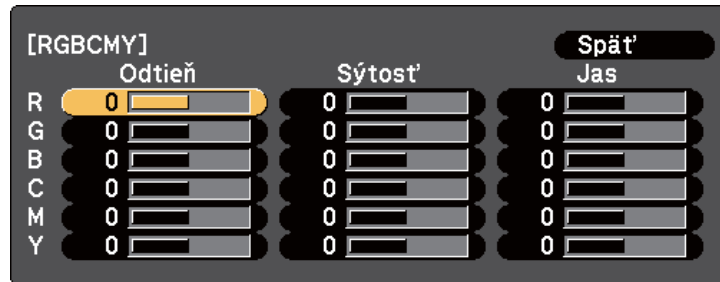 [RGBCMY] Späť
Odtieň Sýtosť Jas
R 0 0 0
G 0 0 0
B 0 0 0
C 0 0 0
M 0 0 0
Y 0 0 0